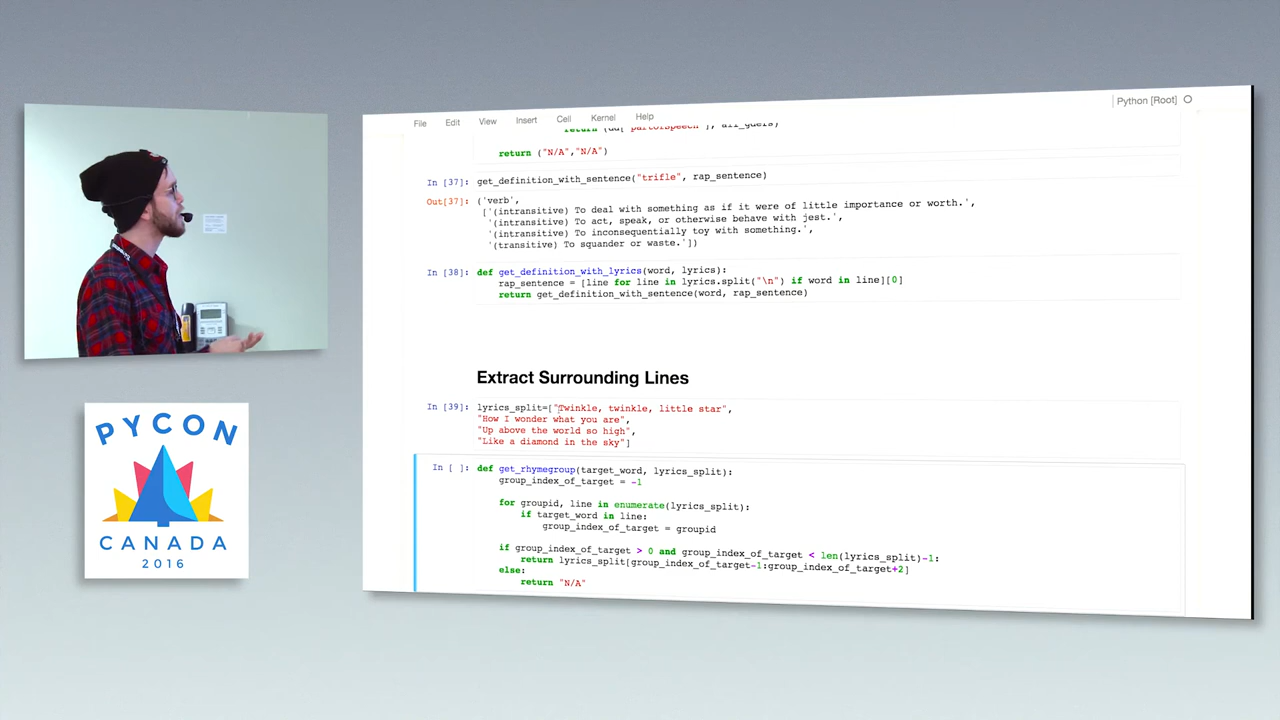 Python [Root]
File Edit View Insert Cell Kernel Help
return ("N/A","N/A")
In [37]: get_definition_with_sentence("trifle", rap_sentence)
Out[37]: ('verb',
['(intransitive) To deal with something as if it were of little importance or worth.',
'(intransitive) To act, speak, or otherwise behave with jest.',
'(intransitive) To inconsequentially toy with something.',
'(transitive) To squander or waste.'])
In [38]: def get_definition_with_lyrics(word, lyrics):
rap_sentence = [line for line in lyrics.split("\n") if word in line][0]
return get_definition_with_sentence(word, rap_sentence)
Extract Surrounding Lines
In [39]: lyrics_split=["Twinkle, twinkle, little star",
"How I wonder what you are",
"Up above the world so high",
"Like a diamond in the sky"]
In [ ]: def get_rhymegroup(target_word, lyrics_split):
group_index_of_target = -1
for groupid, line in enumerate(lyrics_split):
if target_word in line:
group_index_of_target = groupid
if group_index_of_target > 0 and group_index_of_target < len(lyrics_split)-1:
return lyrics_split[group_index_of_target-1:group_index_of_target+2]
else:
return "N/A"
PYCON
CANADA
2016